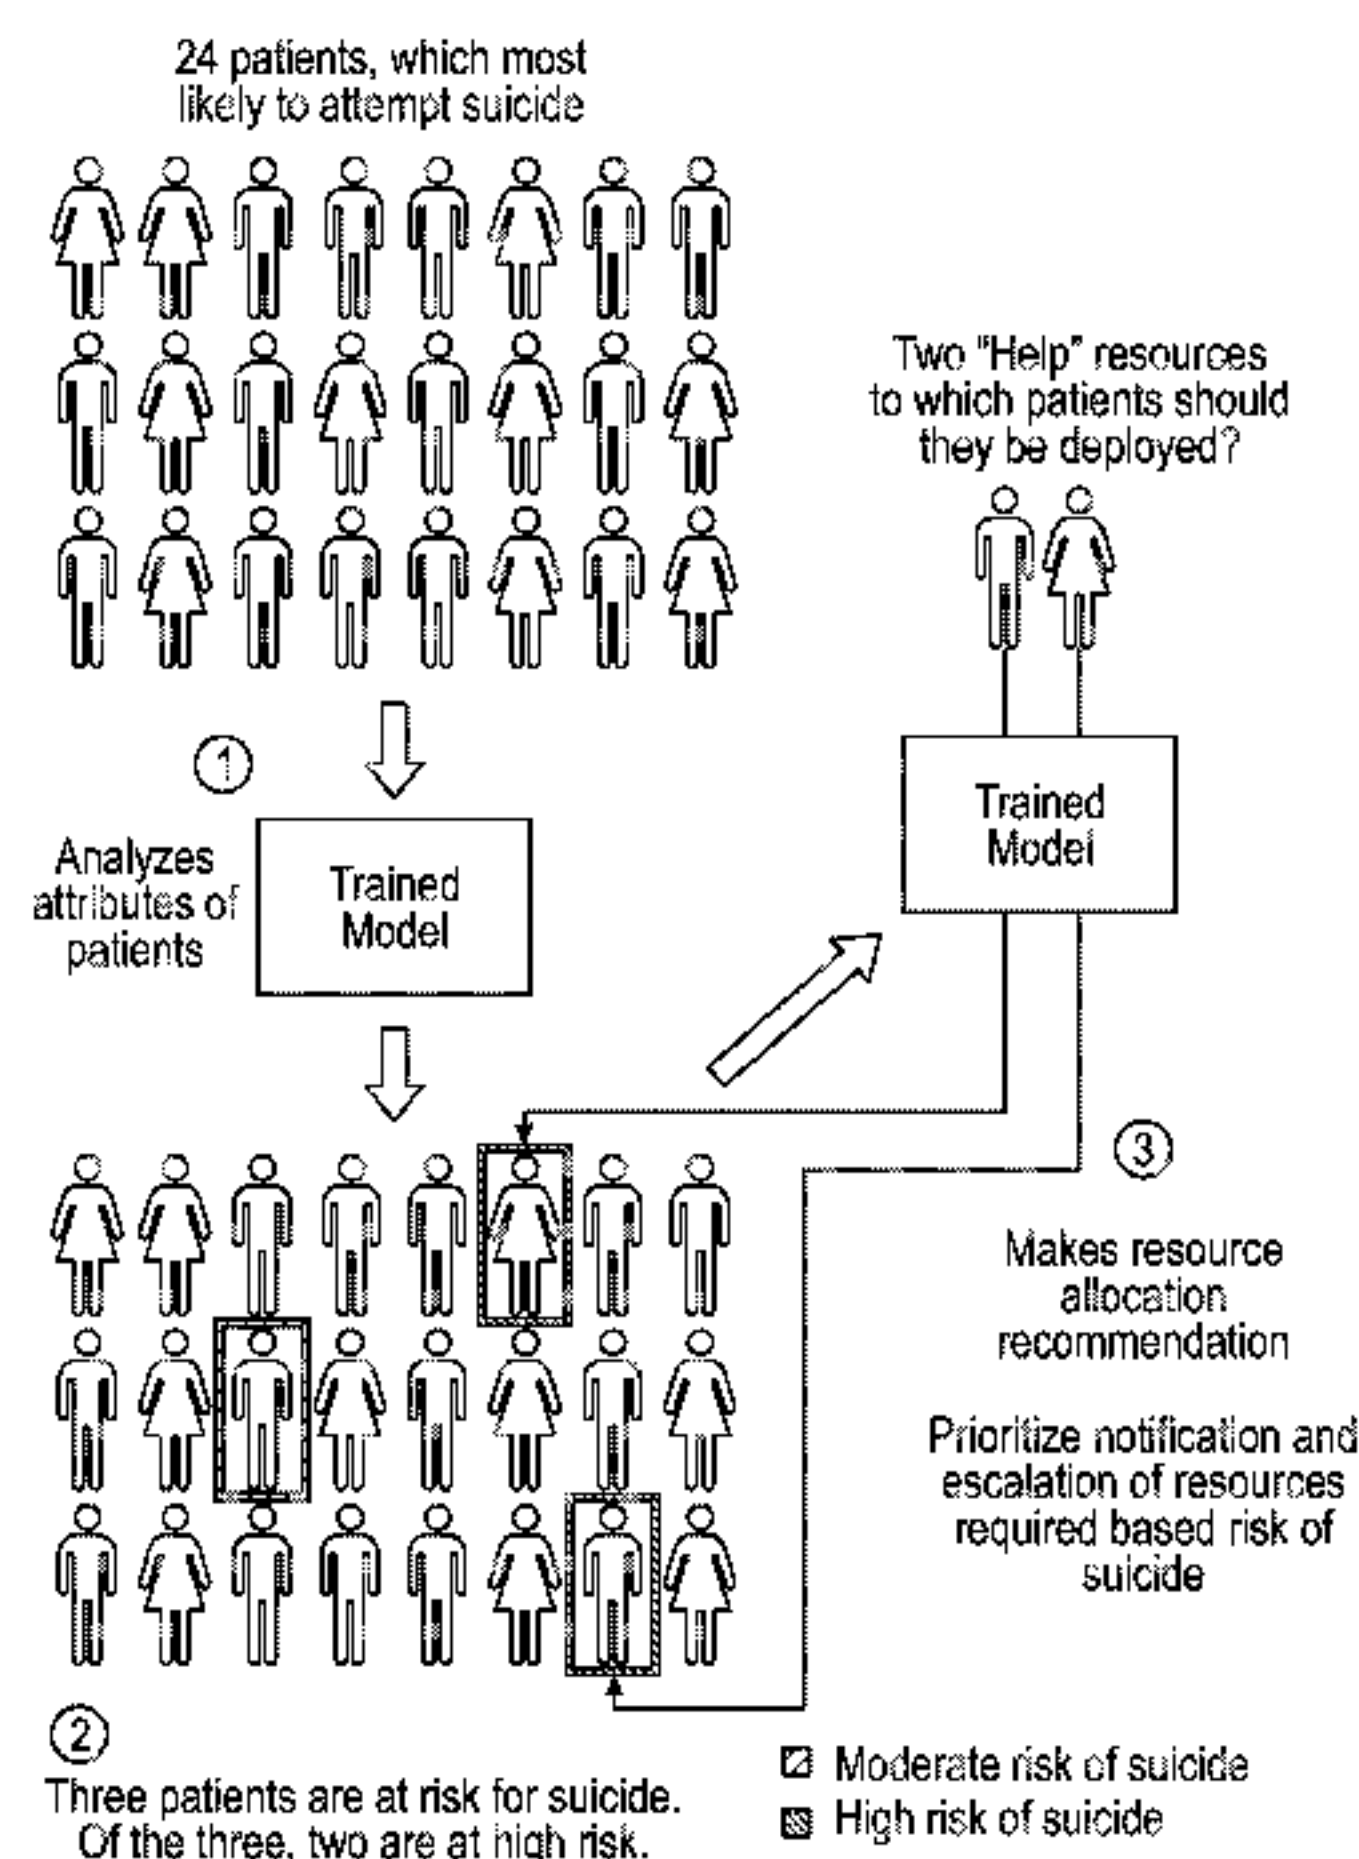 24 patients, which most
likely to attempt suicide
Two "Help" resources
to which patients should
they be deployed?
1
Analyzes
attributes of
patients
Trained
Model
Trained
Model
3
Makes resource
allocation
recommendation
Prioritize notification and
escalation of resources
required based risk of
suicide
2
Three patients are at risk for suicide.
Of the three, two are at high risk.
Moderate risk of suicide
High risk of suicide